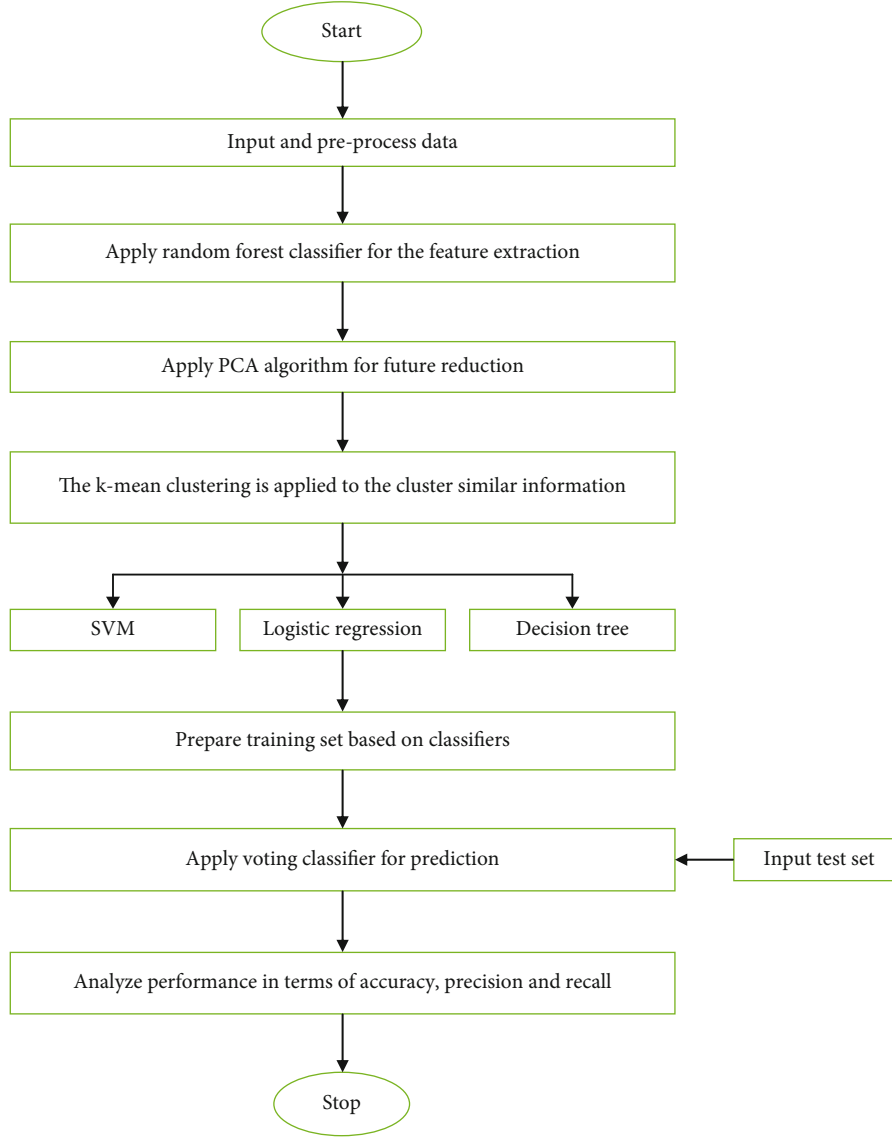 Start
Input and pre-process data
Apply random forest classifier for the feature extraction
Apply PCA algorithm for future reduction
The k-mean clustering is applied to the cluster similar information
SVM
Logistic regression
Decision tree
Prepare training set based on classifiers
Apply voting classifier for prediction
Input test set
Analyze performance in terms of accuracy, precision and recall
Stop